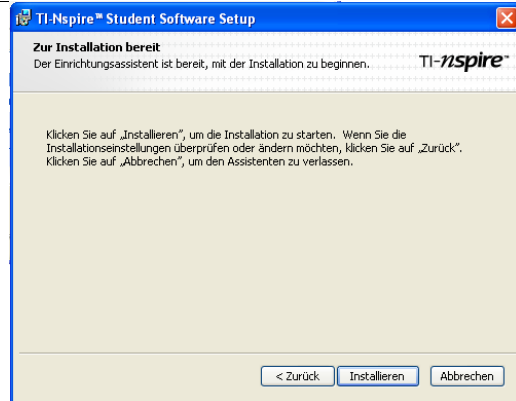 TI-Nspire™ Student Software Setup
Zur Installation bereit
Der Einrichtungsassistent ist bereit, mit der Installation zu beginnen.
TI-nspire™
Klicken Sie auf „Installieren”, um die Installation zu starten. Wenn Sie die
Installationseinstellungen überprüfen oder ändern möchten, klicken Sie auf „Zurück”.
Klicken Sie auf „Abbrechen”, um den Assistenten zu verlassen.
< Zurück
Installieren
Abbrechen